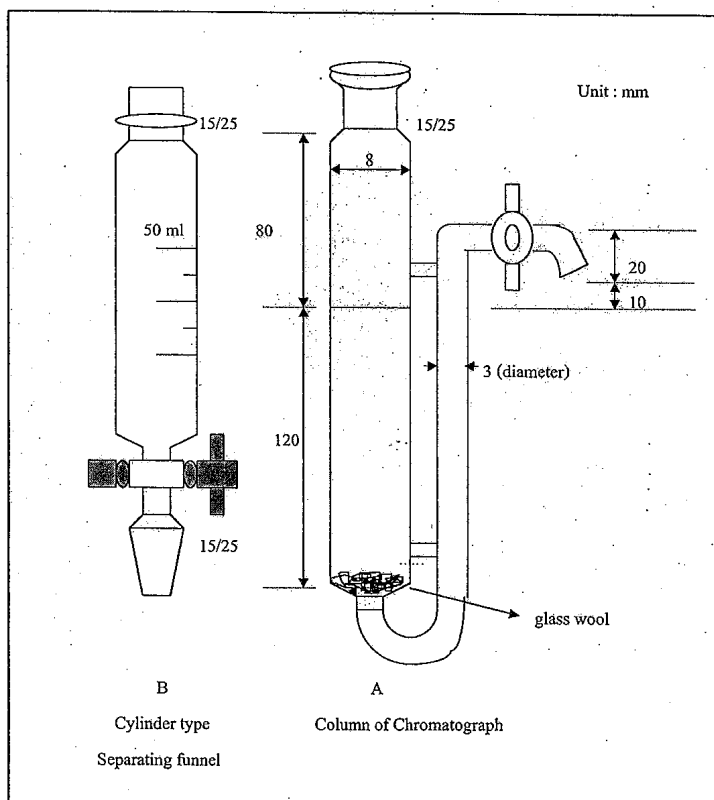 Unit : mm
15/25
15/25
8
50 ml
80
20
10
3 (diameter)
120
15/25
glass wool
B
A
Cylinder type
Column of Chromatograph
Separating funnel